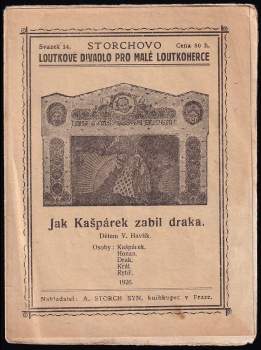 Svazek 14. STORCHOVO Cena 80 h.
LOUTKOVÉ DIVADLO PRO MALÉ LOUTKOHERCE
Jak Kašpárek zabil draka.
Dětem V. Havlík.
Osoby: Kašpárek.
Honza.
Drak.
Král.
Rytíř.
1926
Nakladatel: A. STORCH SYN, knihkupec v Praze.